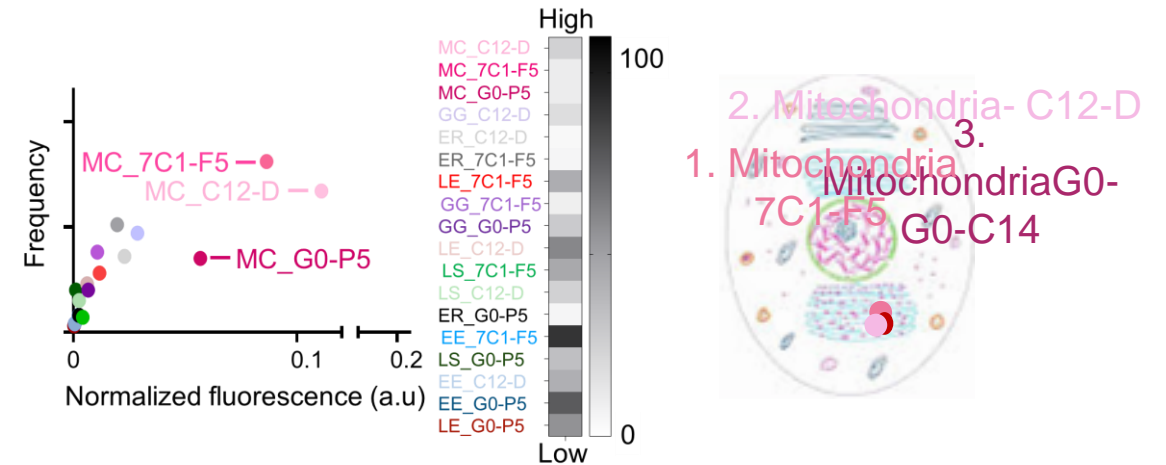 Frequency
MC_7C1-F5
MC_C12-D
MC_G0-P5
0
0.1
0.2
Normalized fluorescence (a.u)
High
MC_C12-D
MC_7C1-F5
MC_G0-P5
GG_C12-D
ER_C12-D
ER_7C1-F5
LE_7C1-F5
GG_7C1-F5
GG_G0-P5
LE_C12-D
LS_7C1-F5
LS_C12-D
ER_G0-P5
EE_7C1-F5
LS_G0-P5
EE_C12-D
EE_G0-P5
LE_G0-P5
Low
100
0
2. Mitochondria- C12-D
3.
MitochondriaG0-
G0-C14
1. Mitochondria
7C1-F5